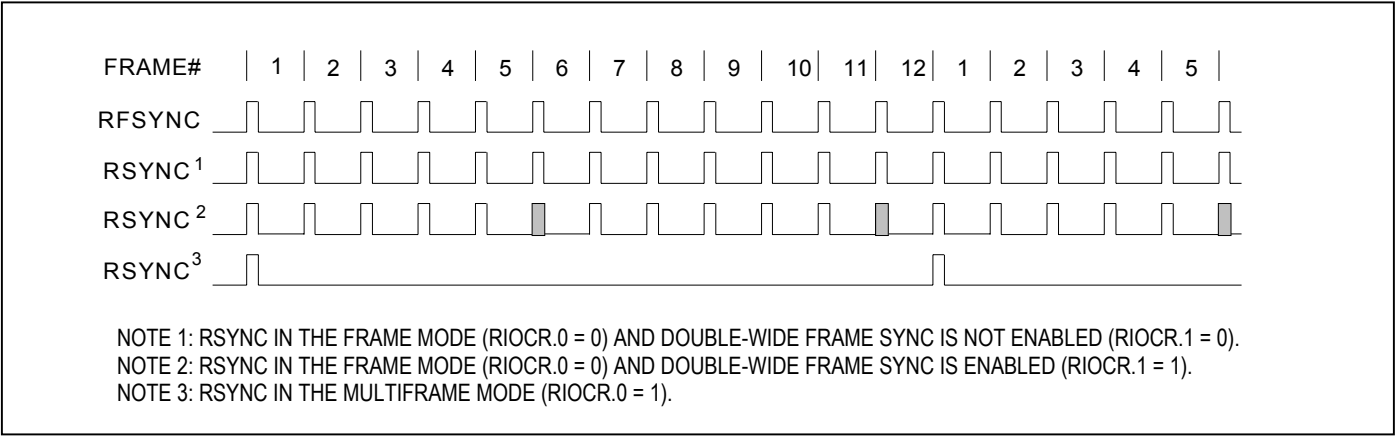 FRAME# 1 2 3 4 5 6 7 8 9 10 11 12 1 2 3 4 5
RFSYNC
RSYNC1
RSYNC2
RSYNC3
NOTE 1: RSYNC IN THE FRAME MODE (RIOCR.0 = 0) AND DOUBLE-WIDE FRAME SYNC IS NOT ENABLED (RIOCR.1 = 0).
NOTE 2: RSYNC IN THE FRAME MODE (RIOCR.0 = 0) AND DOUBLE-WIDE FRAME SYNC IS ENABLED (RIOCR.1 = 1).
NOTE 3: RSYNC IN THE MULTIFRAME MODE (RIOCR.0 = 1).